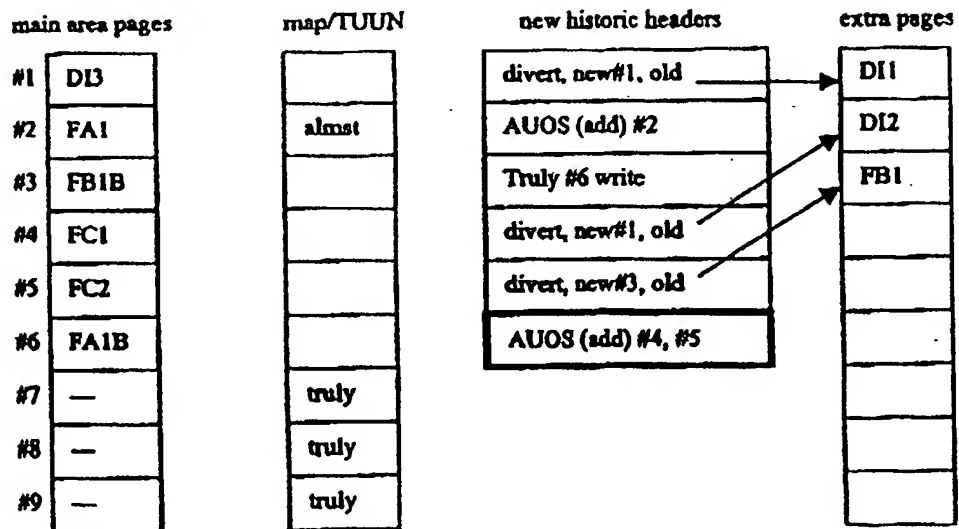 main area pages map/TUUN new historic headers extra pages
#1 DI3 divert, new#1, old DI1
#2 FA1 almst AUOS (add) #2 DI2
#3 FB1B Truly #6 write FB1
#4 FC1 divert, new#1, old
#5 FC2 divert, new#3, old
#6 FA1B AUOS (add) #4, #5
#7 — truly
#8 — truly
#9 — truly